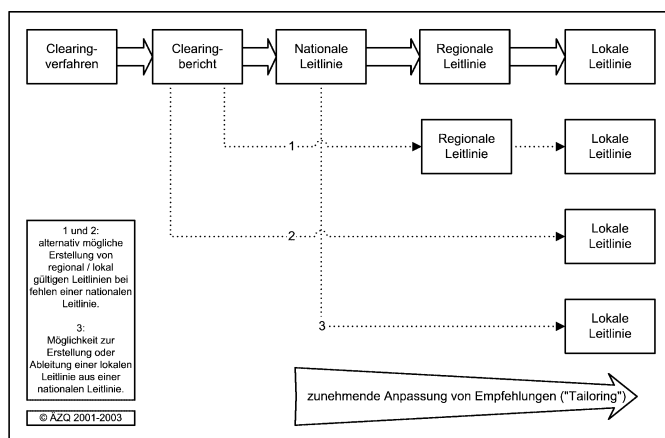 Clearing-
verfahren
Clearing-
bericht
Nationale
Leitlinie
Regionale
Leitlinie
Lokale
Leitlinie
1
Regionale
Leitlinie
Lokale
Leitlinie
2
Lokale
Leitlinie
3
Lokale
Leitlinie
1 und 2:
alternativ mögliche
Erstellung von
regional / lokal
gültigen Leitlinien bei
fehlen einer nationalen
Leitlinie.
3:
Möglichkeit zur
Erstellung oder
Ableitung einer lokalen
Leitlinie aus einer
nationalen Leitlinie.
© ÄZQ 2001-2003
zunehmende Anpassung von Empfehlungen ("Tailoring")